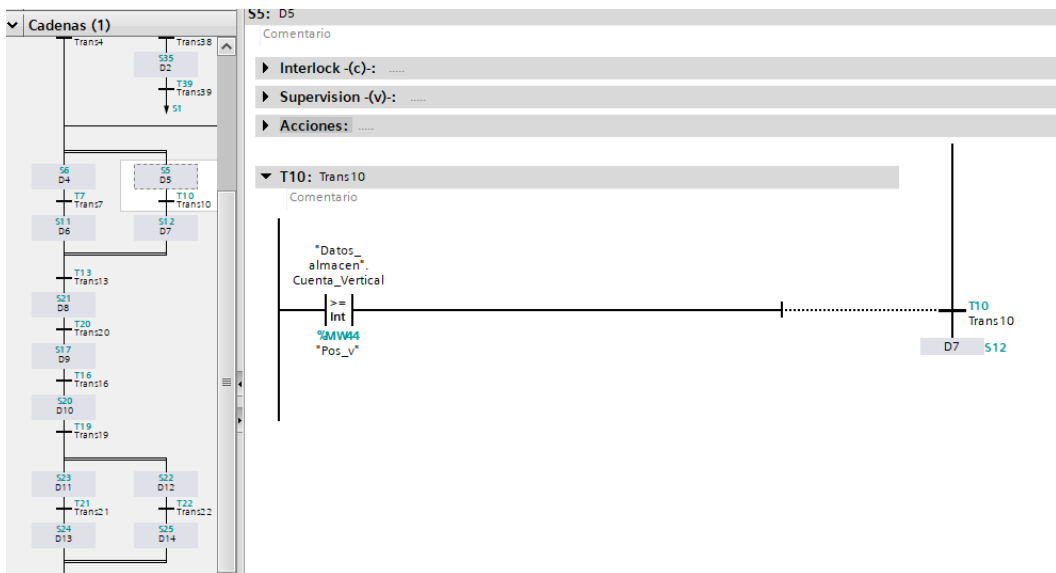 Cadenas (1)
Trans4
Trans38
S35
D2
T39
Trans39
S1
S6
D4
S5
D5
T7
Trans7
T10
Trans10
S11
D6
S12
D7
T13
Trans13
S21
D8
T20
Trans20
S17
D9
T16
Trans16
S20
D10
T19
Trans19
S23
D11
S22
D12
T21
Trans21
T22
Trans22
S24
D13
S25
D14
S5: D5
Comentario
Interlock -(c)-: .....
Supervision -(v)-: .....
Acciones: .....
T10: Trans10
Comentario
"Datos_
almacen".
Cuenta_Vertical
>=
Int
%MW44
"Pos_v"
T10
Trans10
D7 S12